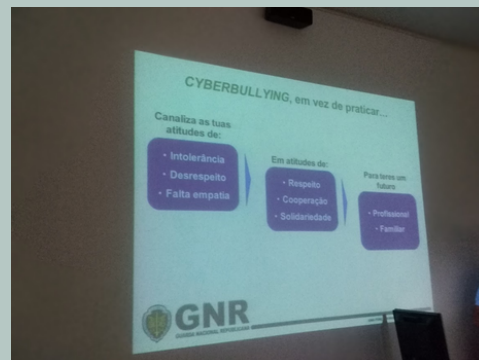 CYBERBULLYING, em vez de praticar...
Canaliza as tuas
atitudes de:
• Intolerância
• Desrespeito
• Falta empatia
Em atitudes de:
• Respeito
• Cooperação
• Solidariedade
Para teres um
futuro
• Profissional
• Familiar
GNR
GUARDA NACIONAL REPUBLICANA